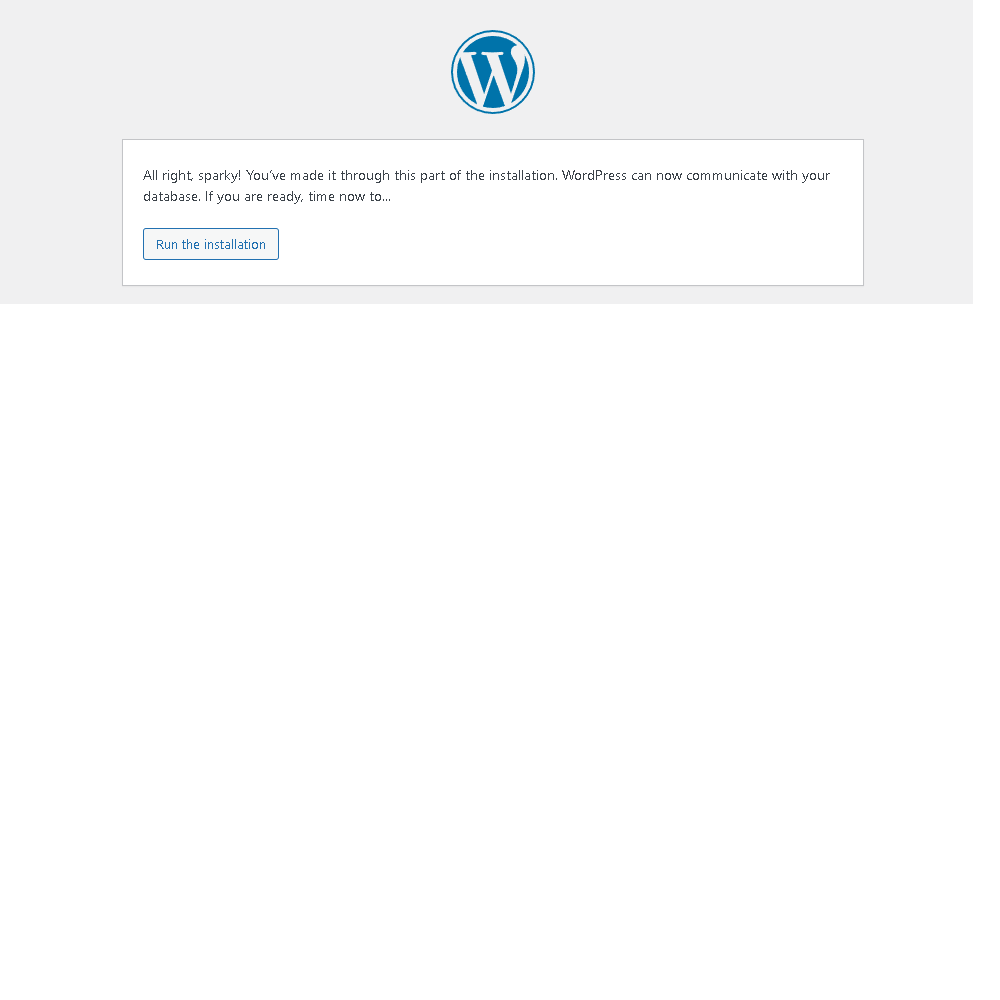 All right, sparky! You’ve made it through this part of the installation. WordPress can now communicate with your
database. If you are ready, time now to…
Run the installation